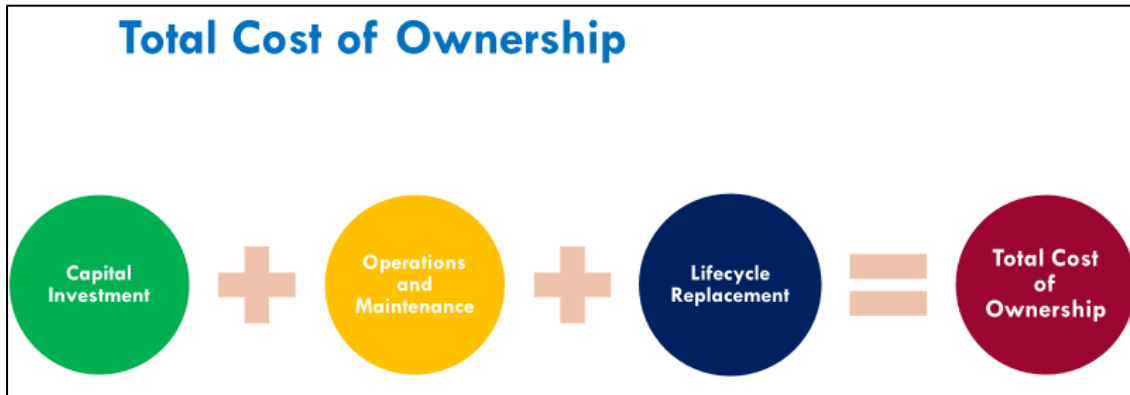 Total Cost of Ownership
Capital
Investment
Operations
and
Maintenance
Lifecycle
Replacement
Total Cost
of
Ownership